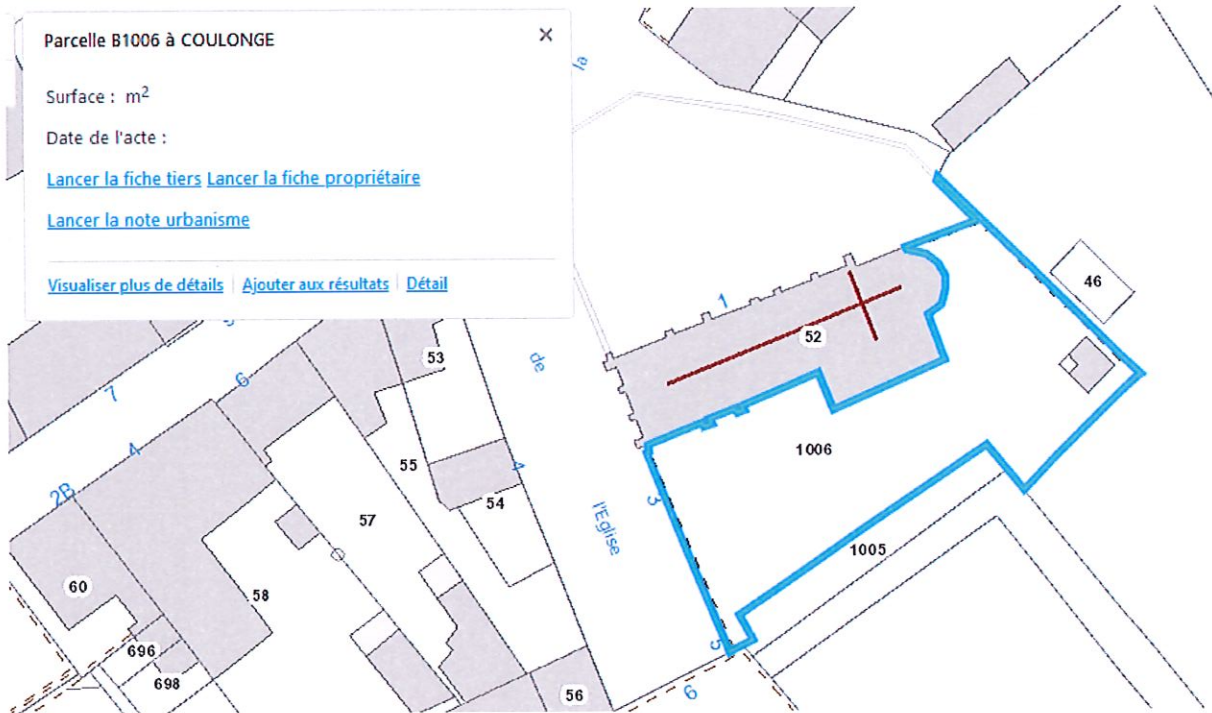 Parcelle B1006 à COULONGE
×
Surface : m²
Date de l'acte :
Lancer la fiche tiers Lancer la fiche propriétaire
Lancer la note urbanisme
Visualiser plus de détails | Ajouter aux résultats | Détail
la
46
1
52
53
de
7
6
4
2B
55
4
54
57
1006
3
l'Eglise
1005
60
58
5
696
698
56
6